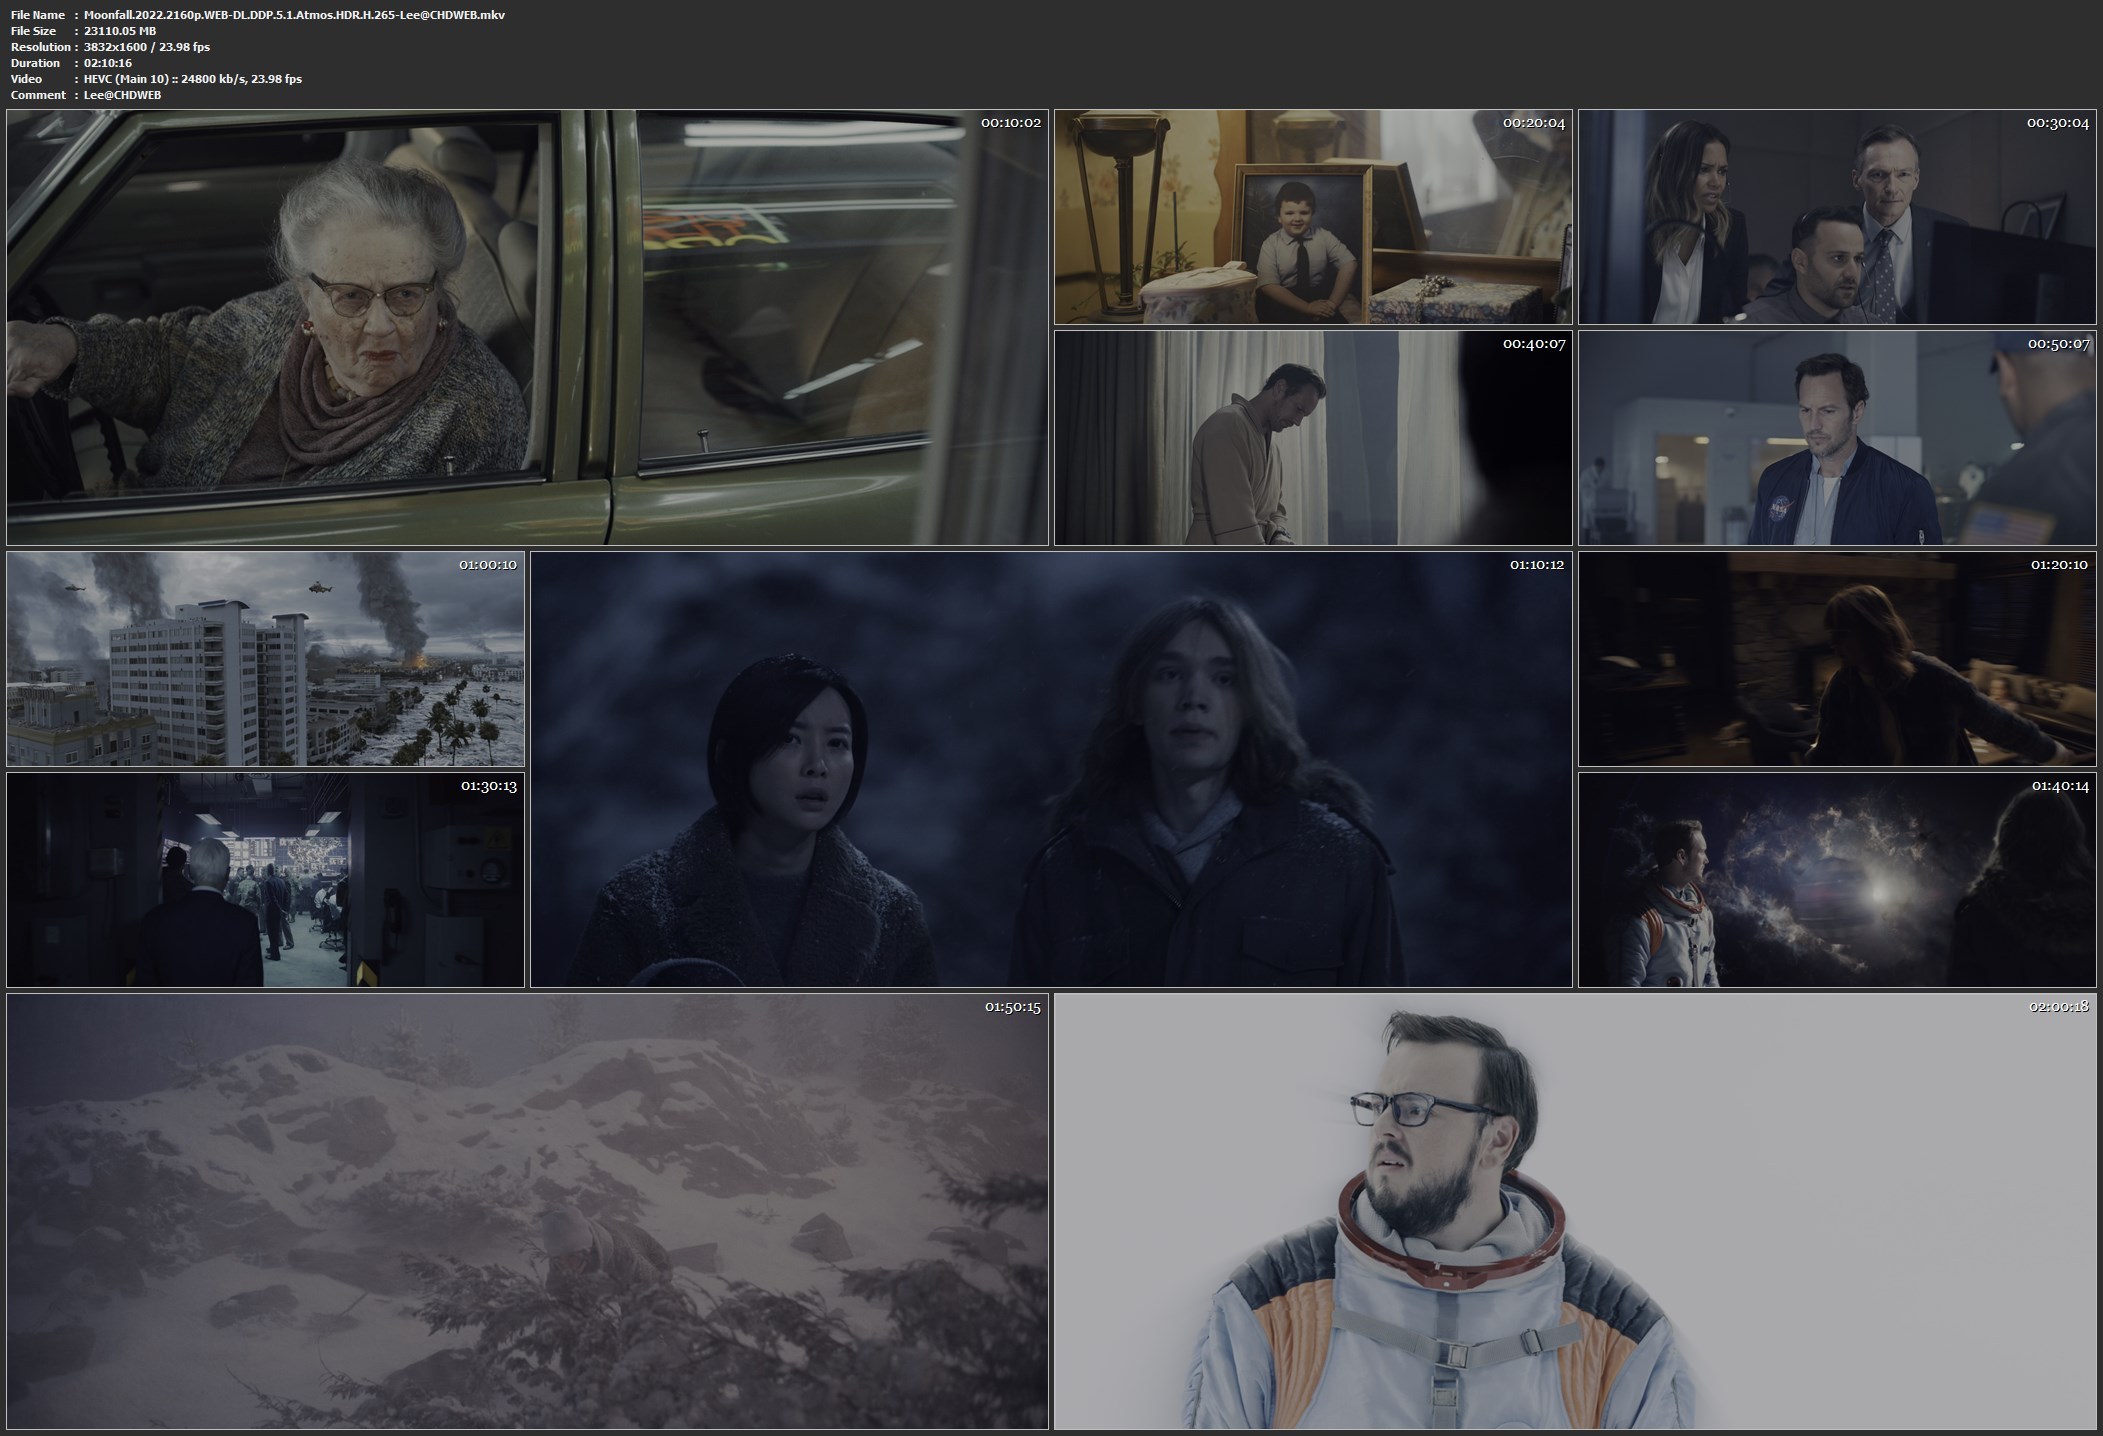 File Name : Moonfall.2022.2160p.WEB-DL.DDP.5.1.Atmos.HDR.H.265-Lee@CHDWEB.mkv
File Size : 23110.05 MB
Resolution : 3832x1600 / 23.98 fps
Duration : 02:10:16
Video : HEVC (Main 10) :: 24800 kb/s, 23.98 fps
Comment : Lee@CHDWEB
00:10:02
00:20:04
00:30:04
00:40:07
00:50:07
NASA
01:00:10
01:10:12
01:20:10
01:30:13
01:40:14
01:50:15
02:00:18